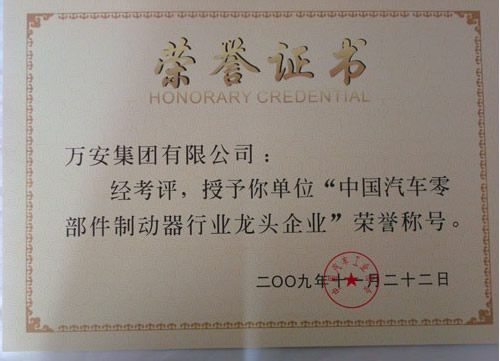 荣誉证书
HONORARY CREDENTIAL
万安集团有限公司：
经考评，授予你单位“中国汽车零
部件制动器行业龙头企业”荣誉称号。
二〇〇九年十月二十二日